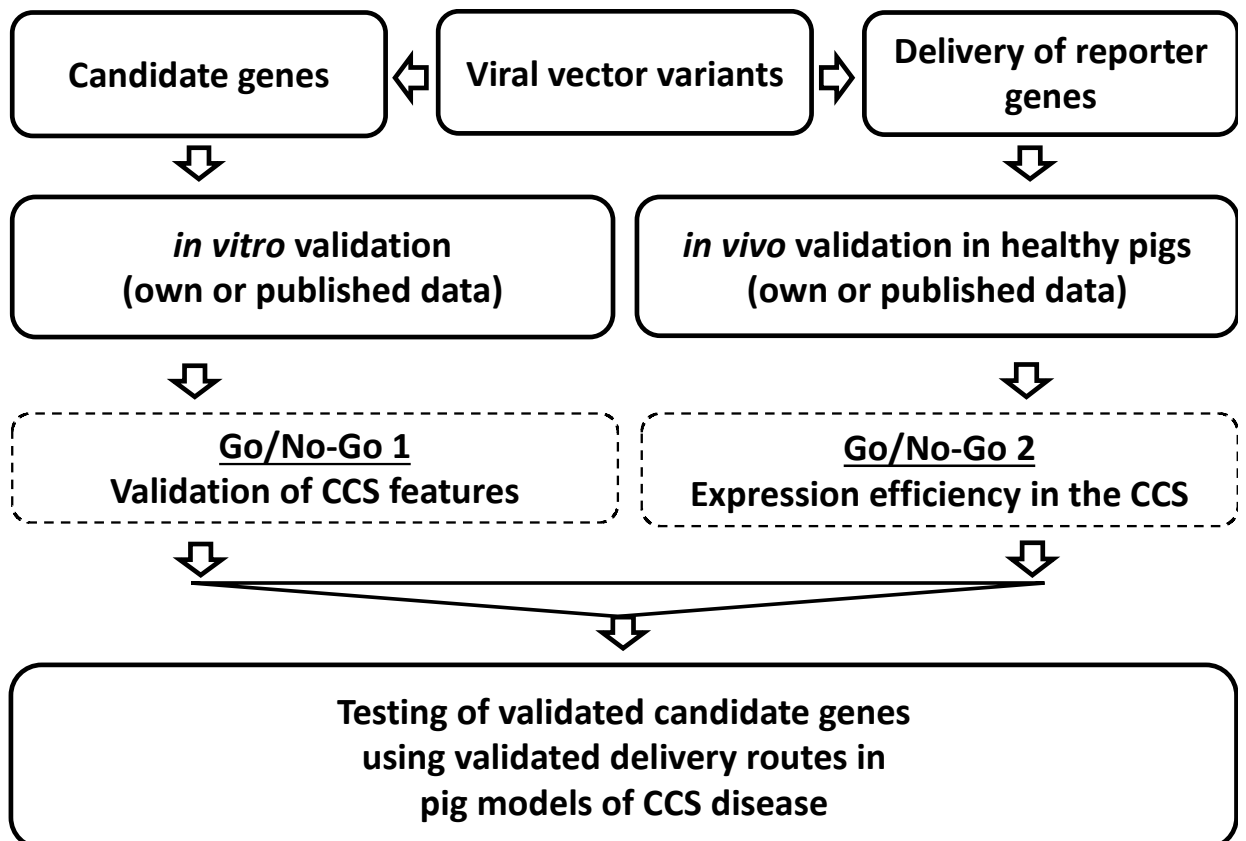 Candidate genes
Viral vector variants
Delivery of reporter
genes
in vitro validation
(own or published data)
in vivo validation in healthy pigs
(own or published data)
Go/No-Go 1
Validation of CCS features
Go/No-Go 2
Expression efficiency in the CCS
Testing of validated candidate genes
using validated delivery routes in
pig models of CCS disease